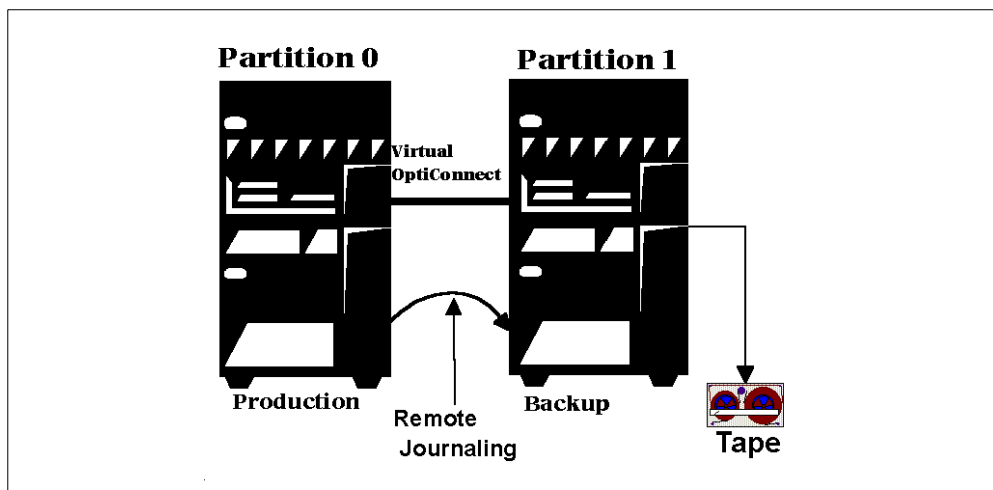 Partition 0
Partition 1
Virtual
OptiConnect
Production
Backup
Remote
Journaling
Tape